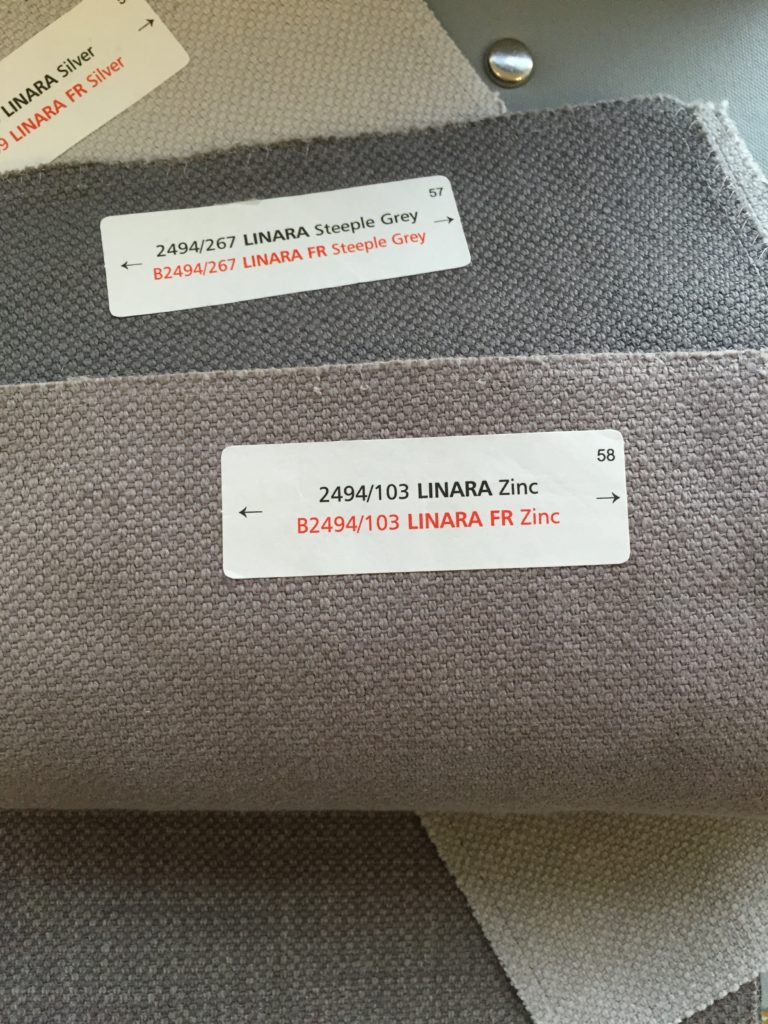 LINARA Silver
9 LINARA FR Silver
57
← 2494/267 LINARA Steeple Grey →
B2494/267 LINARA FR Steeple Grey
58
← 2494/103 LINARA Zinc →
B2494/103 LINARA FR Zinc